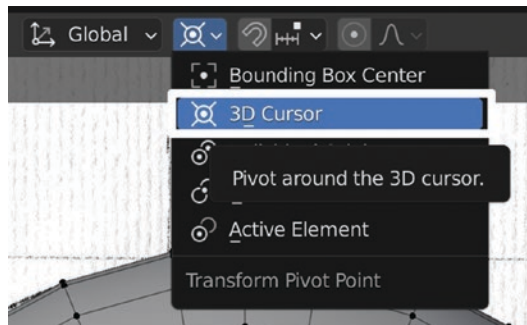 Global
Bounding Box Center
3D Cursor
Pivot around the 3D cursor.
Active Element
Transform Pivot Point